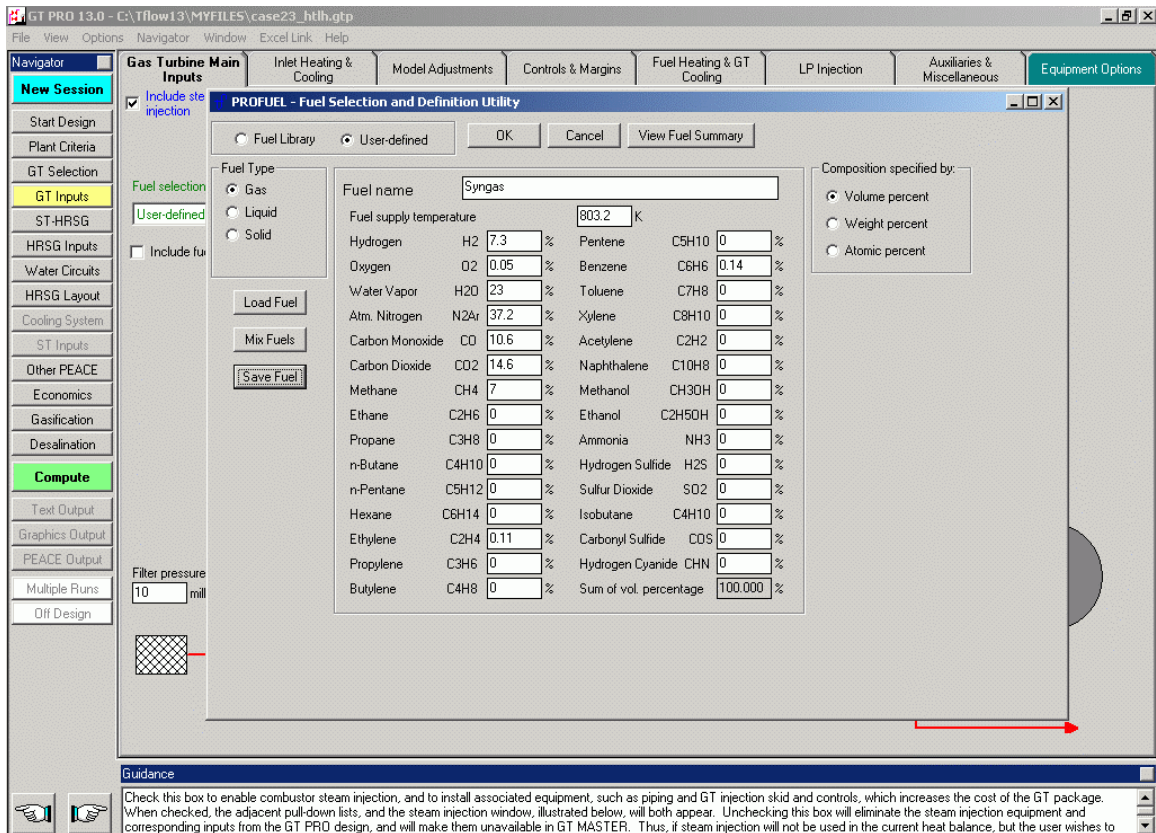 GT PRO 13.0 - C:\Tflow13\MYFILES\case23_htlh.gtp
File View Options Navigator Window Excel Link Help
Navigator
New Session
Start Design
Plant Criteria
GT Selection
GT Inputs
ST-HRSG
HRSG Inputs
Water Circuits
HRSG Layout
Cooling System
ST Inputs
Other PEACE
Economics
Gasification
Desalination
Compute
Text Output
Graphics Output
PEACE Output
Multiple Runs
Off Design
Gas Turbine Main Inputs
Inlet Heating & Cooling
Model Adjustments
Controls & Margins
Fuel Heating & GT Cooling
LP Injection
Auxiliaries & Miscellaneous
Equipment Options
Include ste
injection
Fuel selection
User-defined
Include fu
Filter pressure
10 mill
PROFUEL - Fuel Selection and Definition Utility
Fuel Library User-defined OK Cancel View Fuel Summary
Fuel Type
Gas
Liquid
Solid
Load Fuel
Mix Fuels
Save Fuel
Fuel name Syngas
Fuel supply temperature 803.2 K
Hydrogen H2 7.3 % Pentene C5H10 0 %
Oxygen O2 0.05 % Benzene C6H6 0.14 %
Water Vapor H2O 23 % Toluene C7H8 0 %
Atm. Nitrogen N2Ar 37.2 % Xylene C8H10 0 %
Carbon Monoxide CO 10.6 % Acetylene C2H2 0 %
Carbon Dioxide CO2 14.6 % Naphthalene C10H8 0 %
Methane CH4 7 % Methanol CH3OH 0 %
Ethane C2H6 0 % Ethanol C2H5OH 0 %
Propane C3H8 0 % Ammonia NH3 0 %
n-Butane C4H10 0 % Hydrogen Sulfide H2S 0 %
n-Pentane C5H12 0 % Sulfur Dioxide SO2 0 %
Hexane C6H14 0 % Isobutane C4H10 0 %
Ethylene C2H4 0.11 % Carbonyl Sulfide COS 0 %
Propylene C3H6 0 % Hydrogen Cyanide CHN 0 %
Butylene C4H8 0 % Sum of vol. percentage 100.000 %
Composition specified by:
Volume percent
Weight percent
Atomic percent
Guidance
Check this box to enable combustor steam injection, and to install associated equipment, such as piping and GT injection skid and controls, which increases the cost of the GT package.
When checked, the adjacent pull-down lists, and the steam injection window, illustrated below, will both appear. Unchecking this box will eliminate the steam injection equipment and
corresponding inputs from the GT PRO design, and will make them unavailable in GT MASTER. Thus, if steam injection will not be used in the current heat balance, but the user wishes to